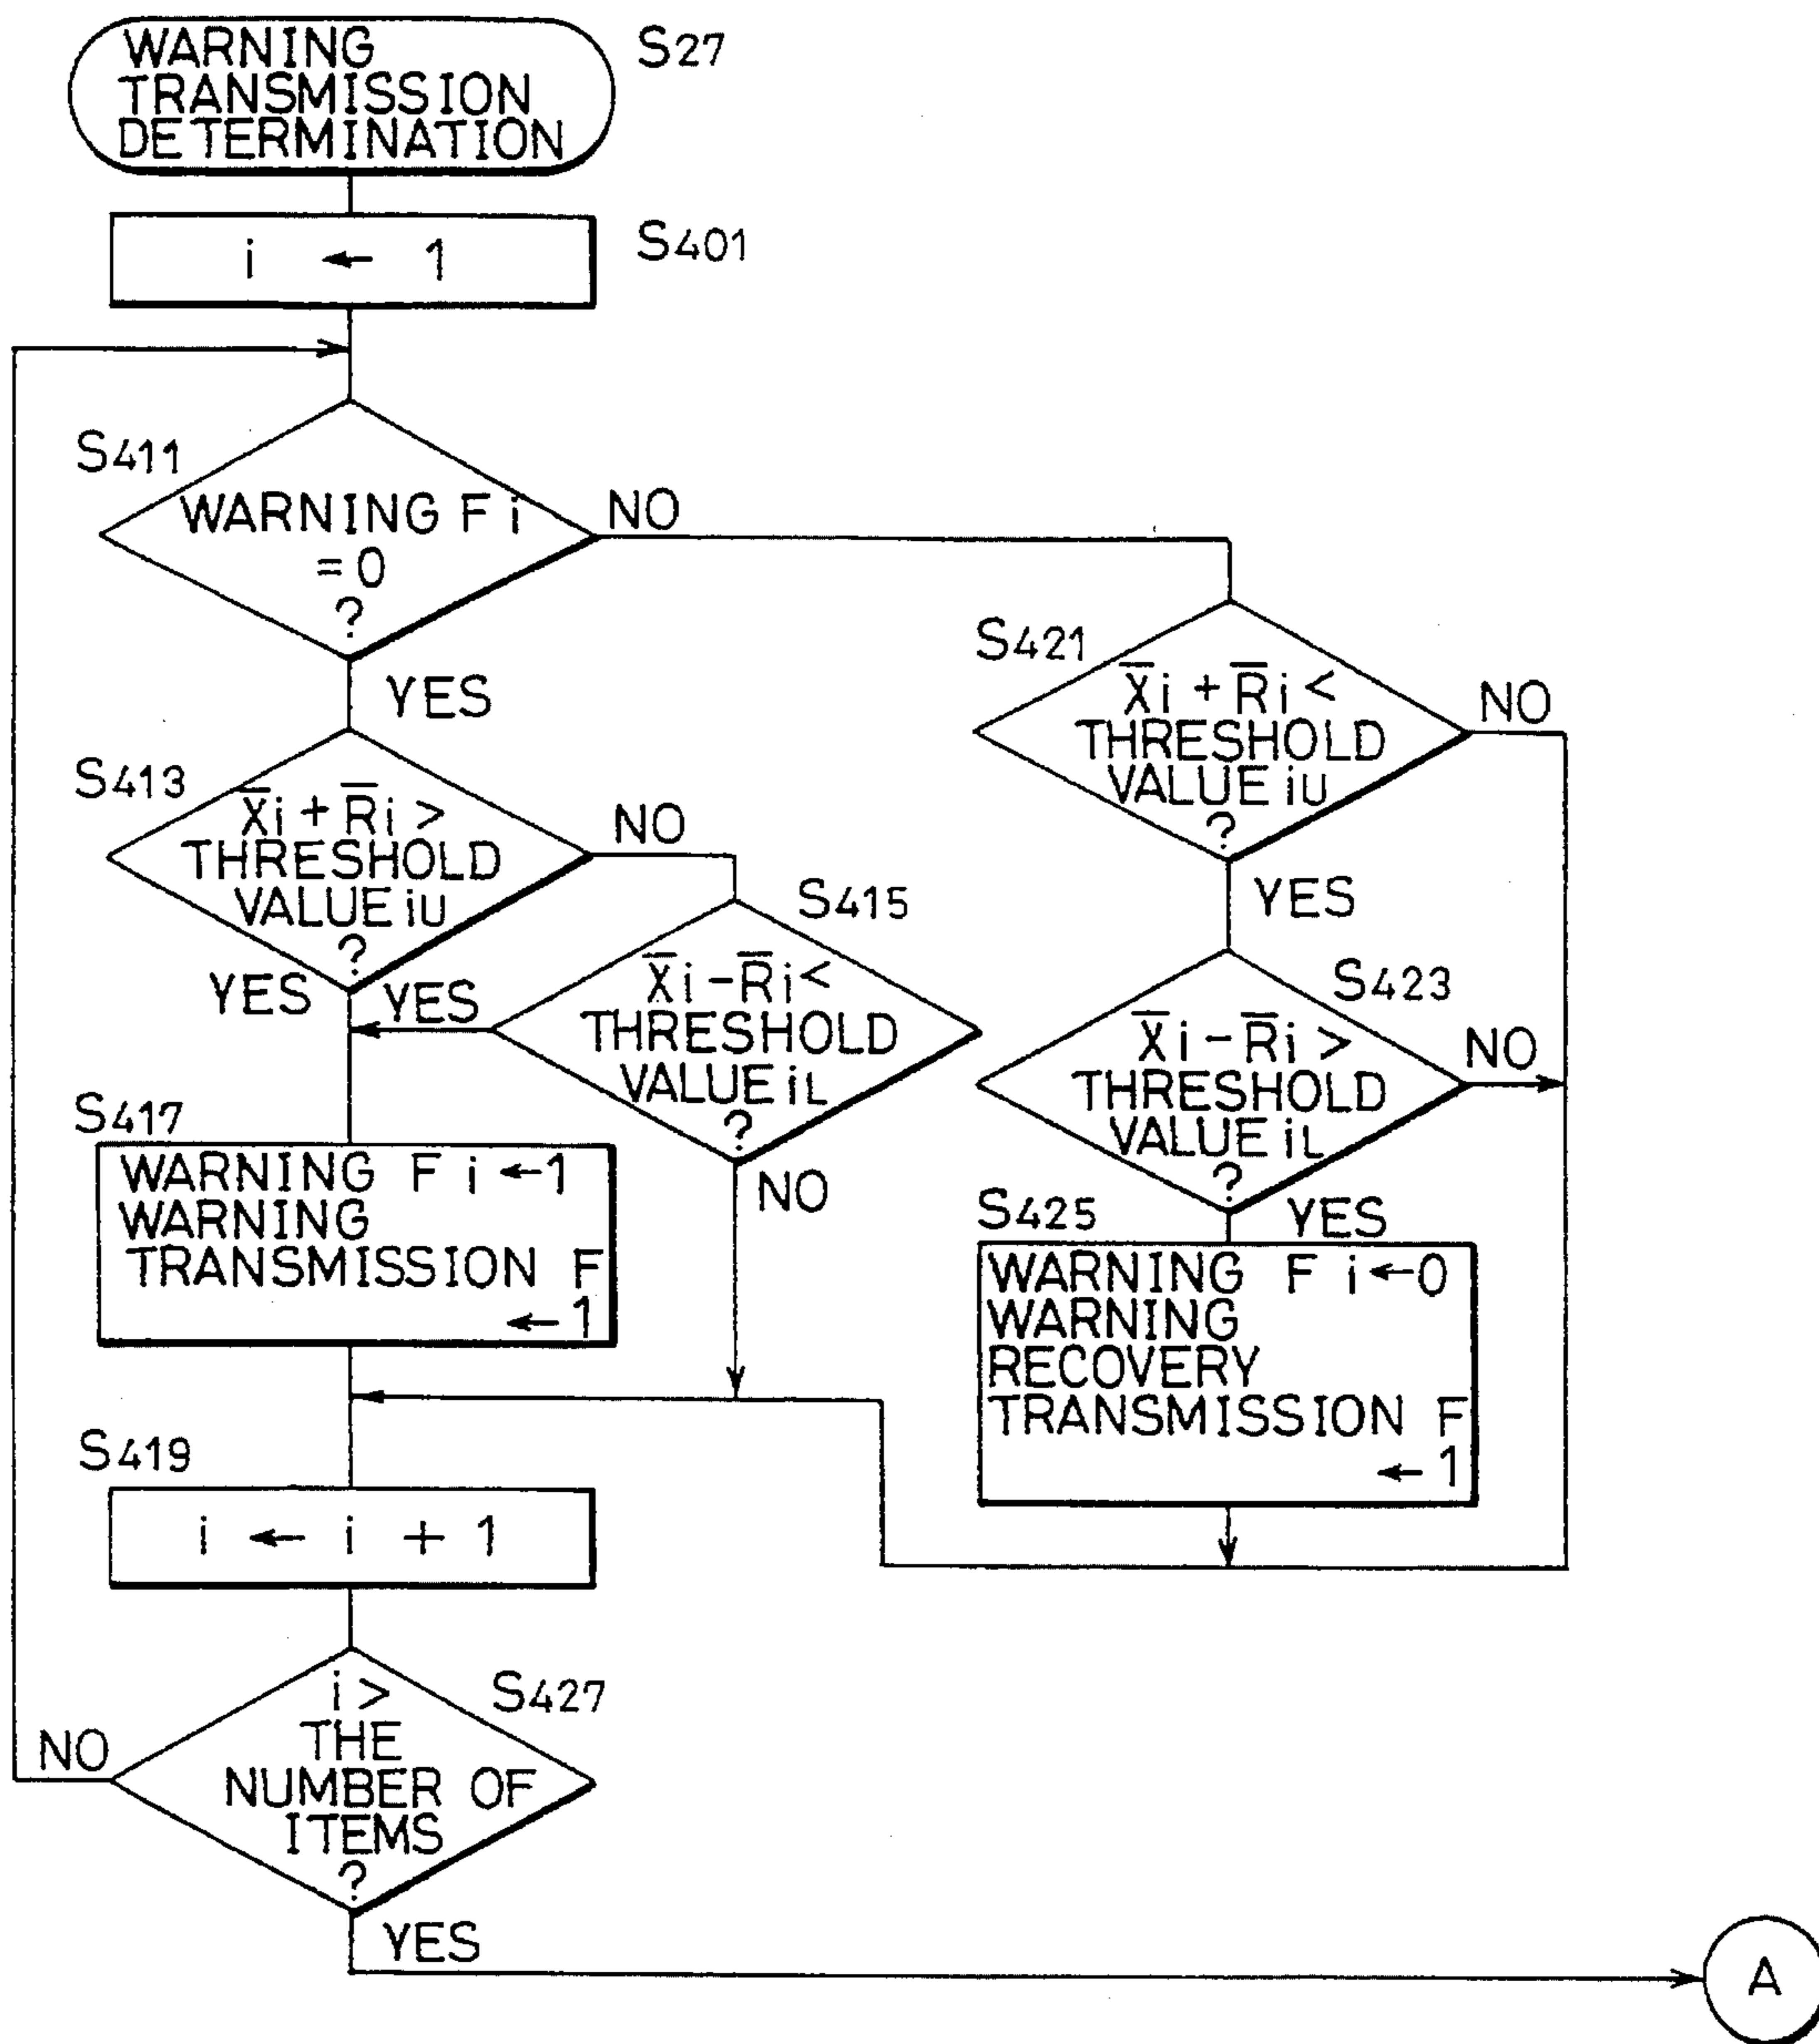 WARNING
TRANSMISSION
DETERMINATION
S27
i ← 1
S401
S411
WARNING F i
= 0
?
NO
YES
S413
X̄i + R̄i >
THRESHOLD
VALUE iU
?
NO
YES
S415
X̄i - R̄i <
THRESHOLD
VALUE iL
?
YES
NO
S417
WARNING F i ← 1
WARNING
TRANSMISSION F
← 1
S419
i ← i + 1
S427
i >
THE
NUMBER OF
ITEMS
?
NO
YES
S421
X̄i + R̄i <
THRESHOLD
VALUE iU
?
NO
YES
S423
X̄i - R̄i >
THRESHOLD
VALUE iL
?
NO
YES
S425
WARNING F i ← 0
WARNING
RECOVERY
TRANSMISSION F
← 1
A